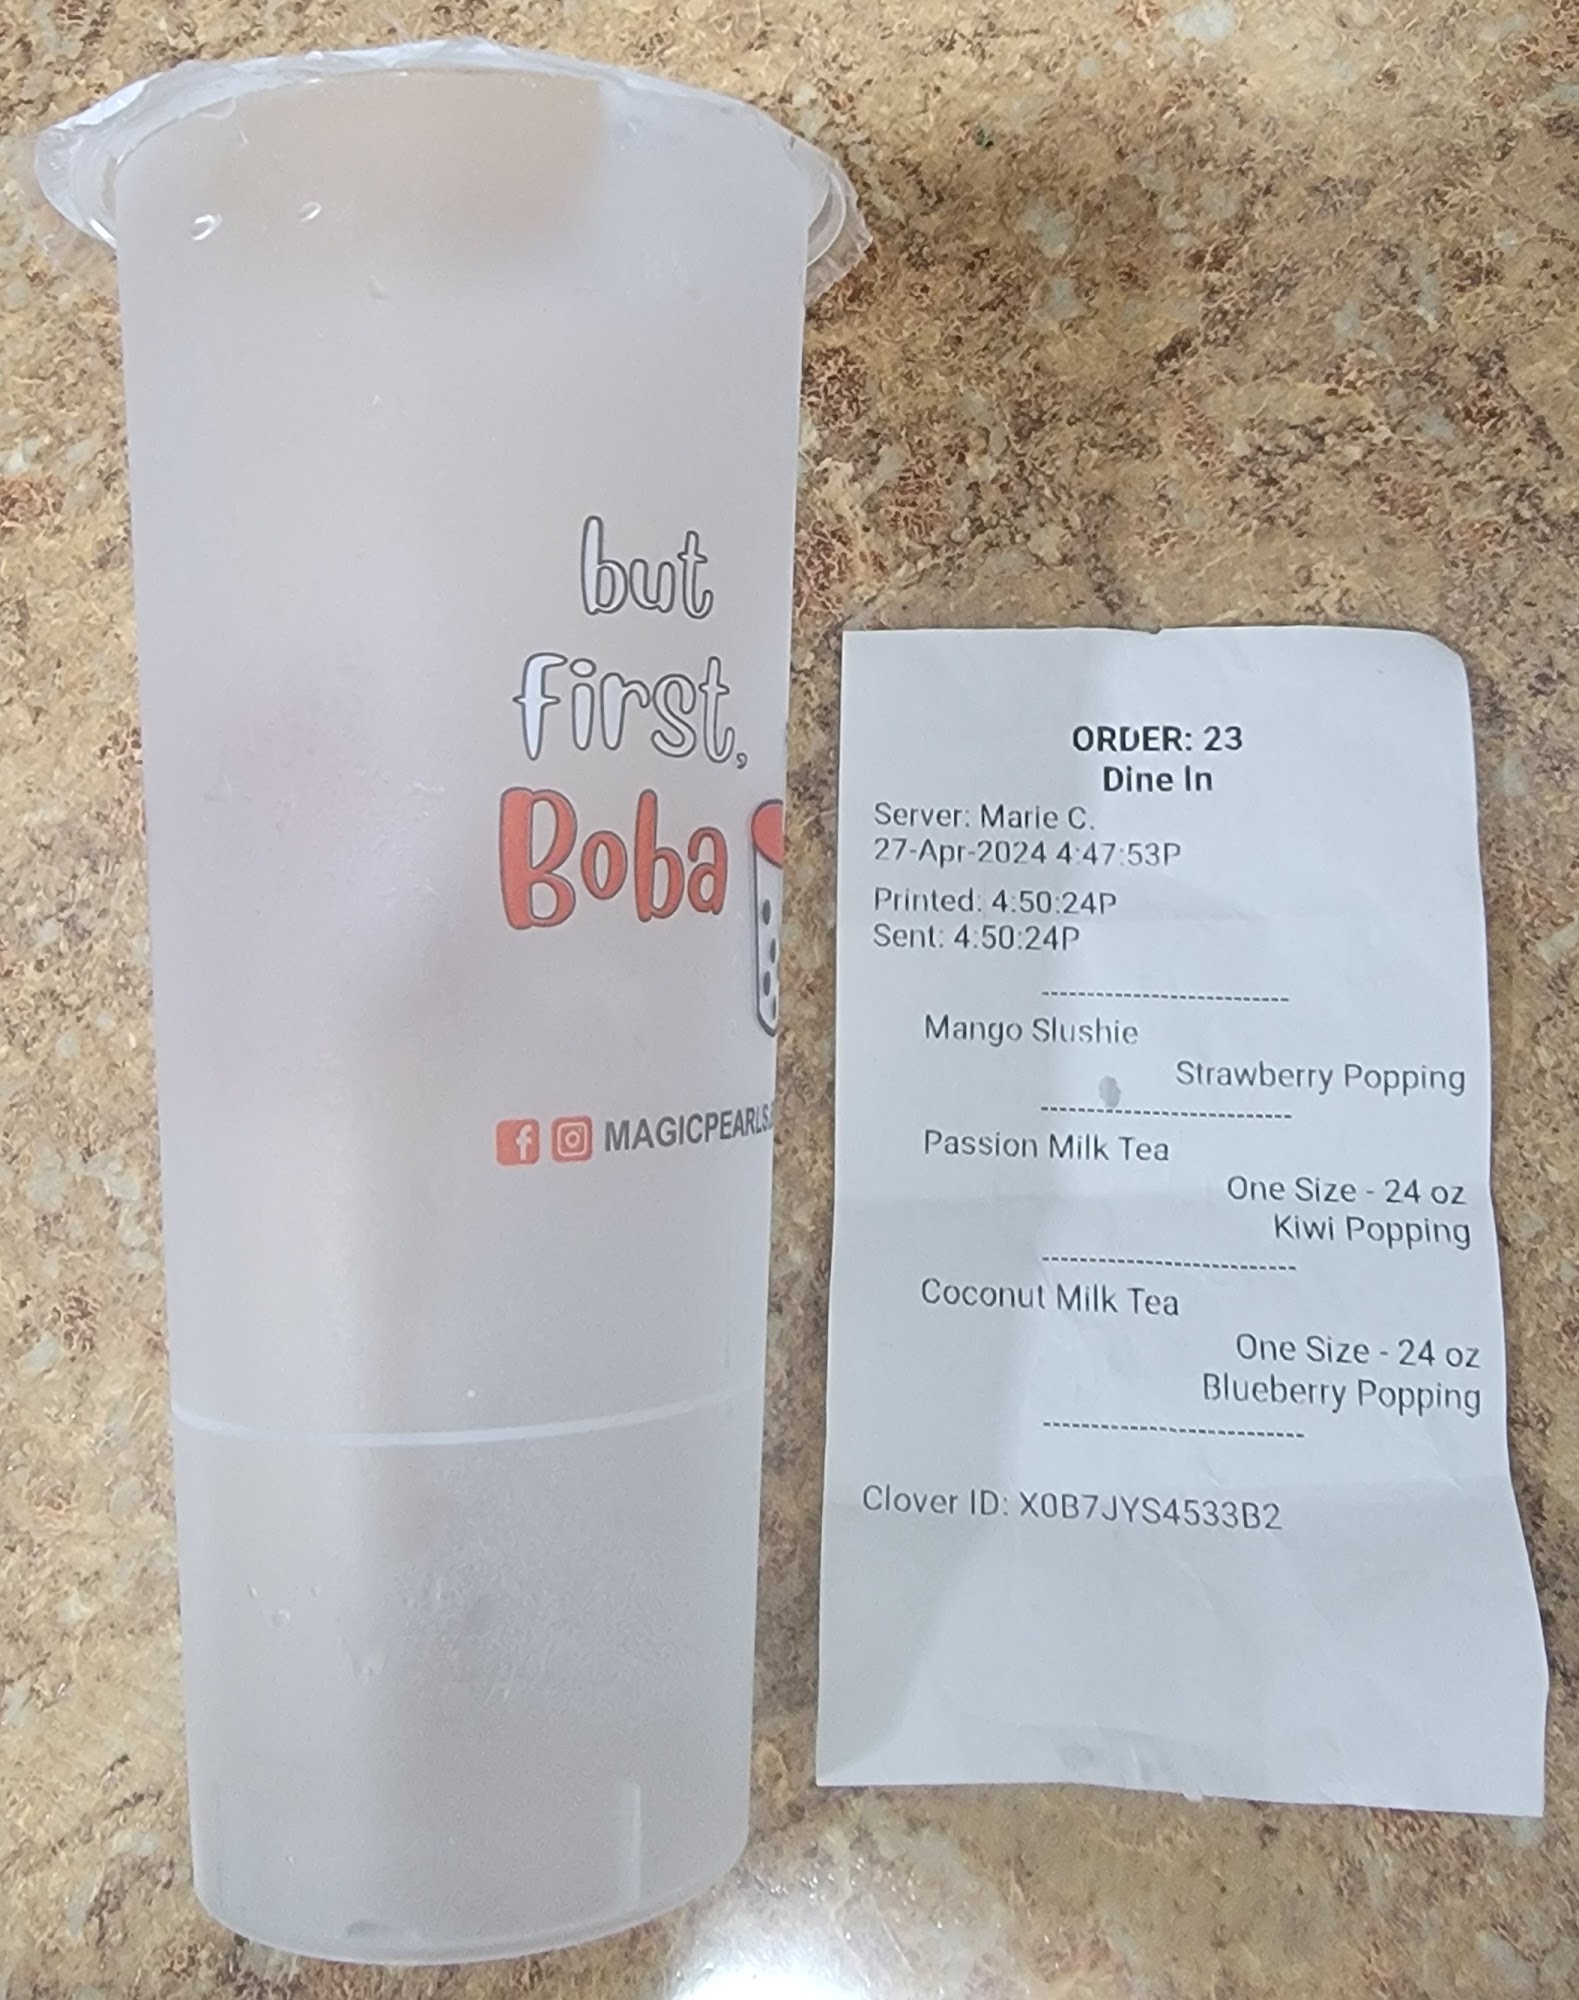 but
first,
Boba
MAGICPEARLS
ORDER: 23
Dine In
Server: Marie C.
27-Apr-2024 4:47:53P
Printed: 4:50:24P
Sent: 4:50:24P
--------------------------
Mango Slushie
Strawberry Popping
--------------------------
Passion Milk Tea
One Size - 24 oz
Kiwi Popping
--------------------------
Coconut Milk Tea
One Size - 24 oz
Blueberry Popping
--------------------------
Clover ID: X0B7JYS4533B2